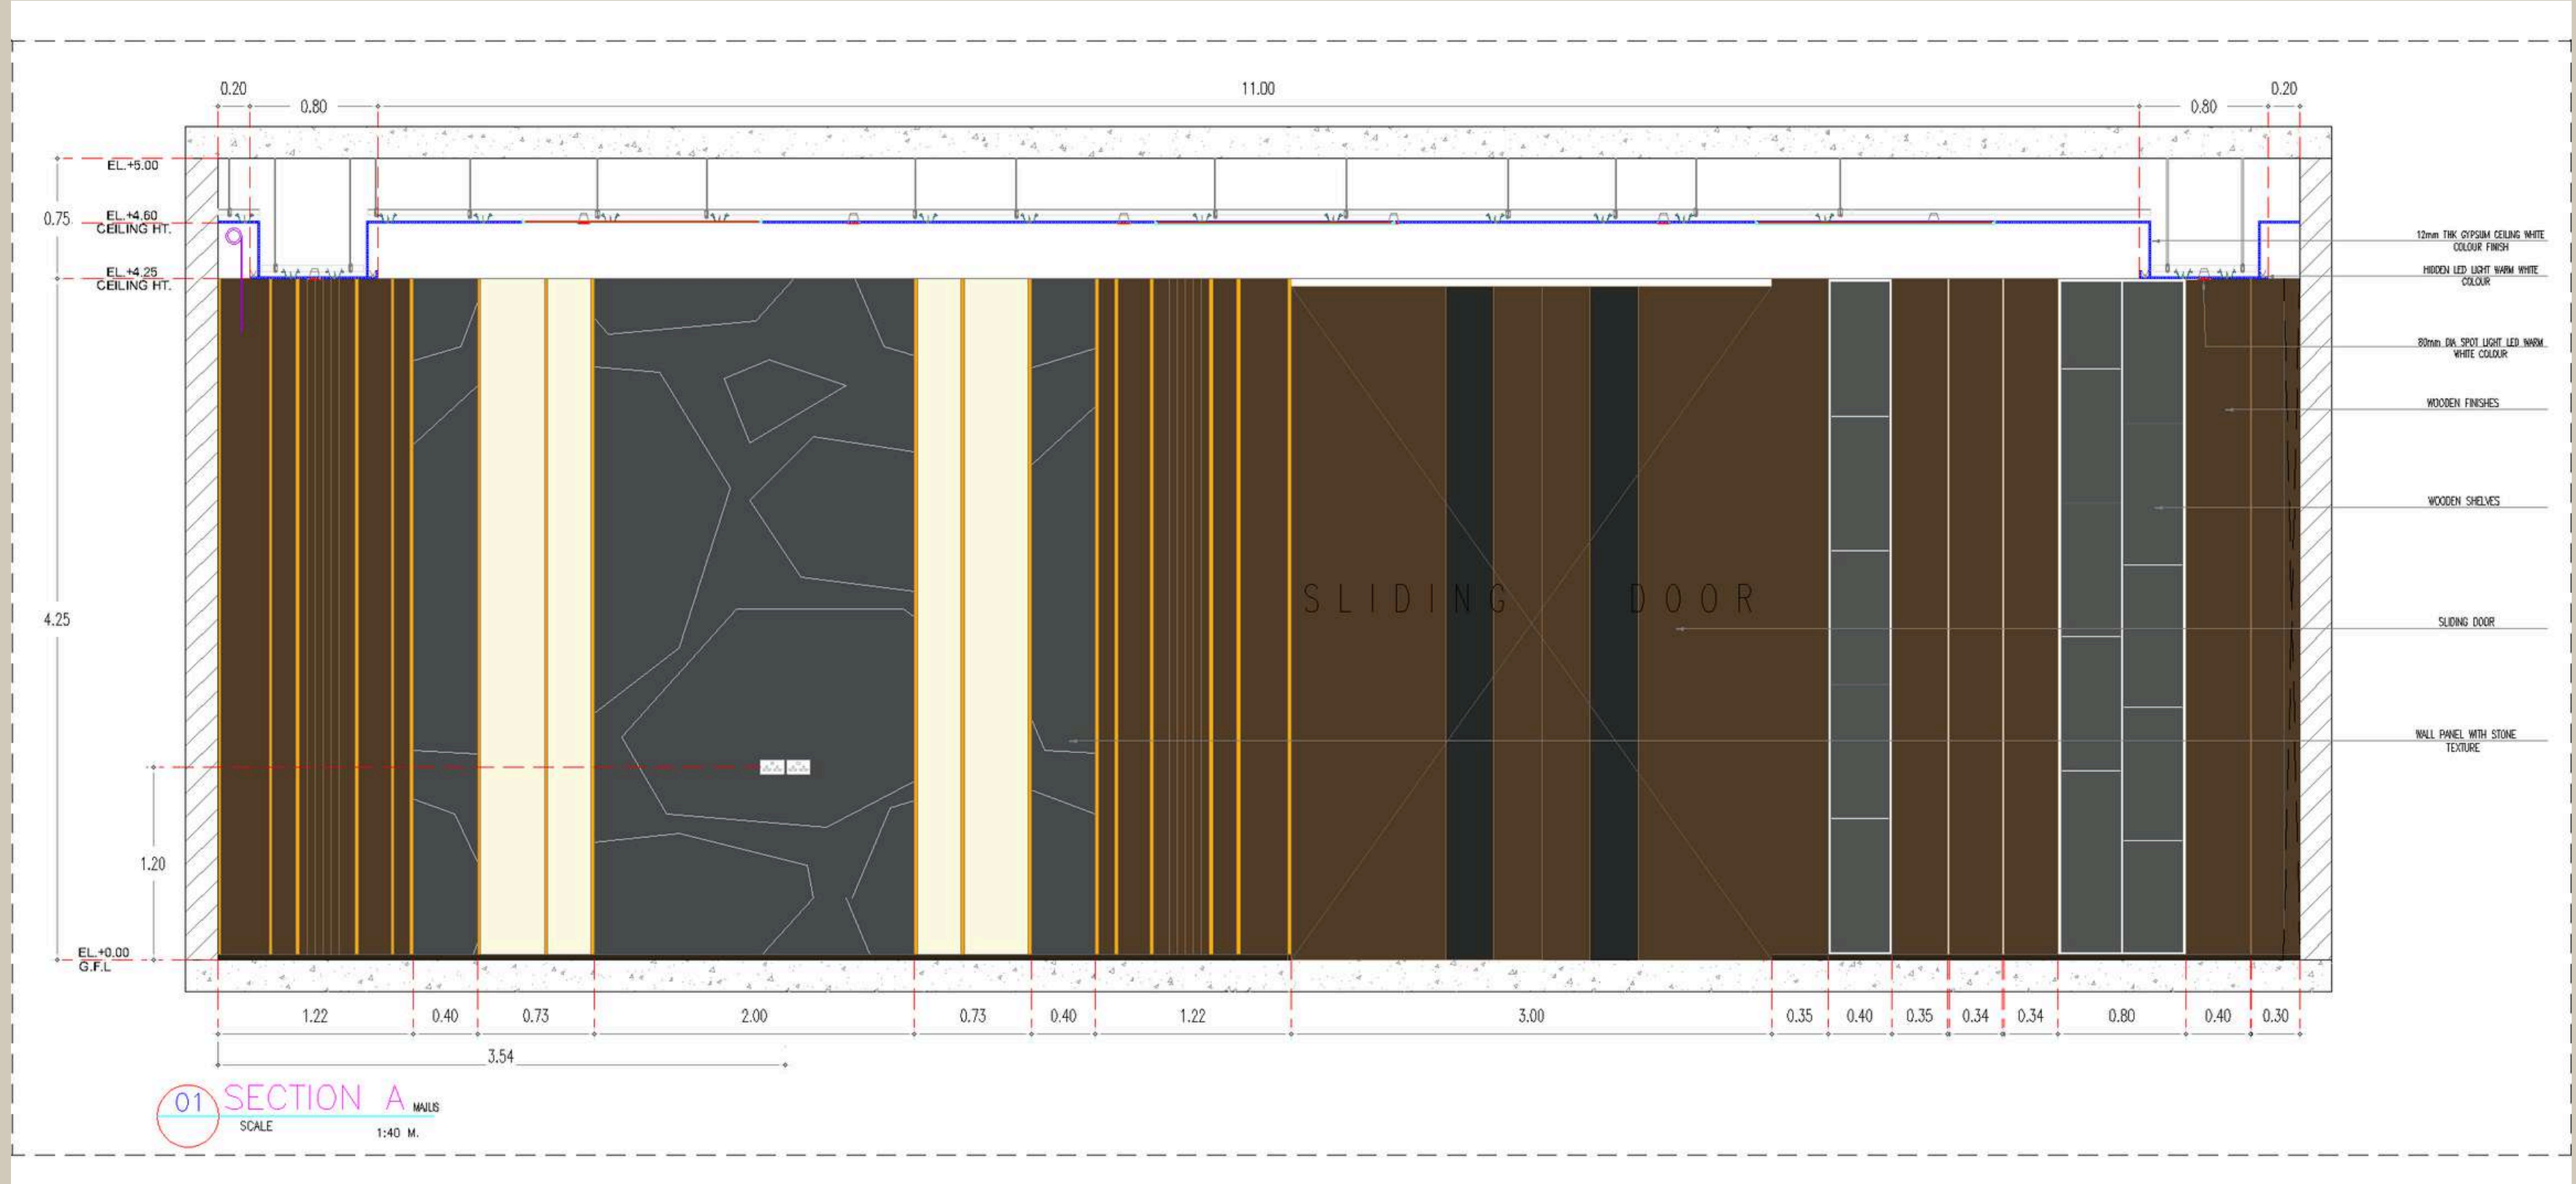 0.20
0.80
11.00
0.80
0.20
EL.+5.00
0.75
EL.+4.60
CEILING HT.
EL.+4.25
CEILING HT.
12mm THK GYPSUM CEILING WHITE
COLOUR FINISH
HIDDEN LED LIGHT WARM WHITE
COLOUR
80mm DIA SPOT LIGHT LED WARM
WHITE COLOUR
WOODEN FINISHES
WOODEN SHELVES
SLIDING DOOR
4.25
SLIDING DOOR
WALL PANEL WITH STONE
TEXTURE
1.20
EL.+0.00
G.F.L
1.22
0.40
0.73
2.00
0.73
0.40
1.22
3.00
0.35
0.40
0.35
0.34
0.34
0.80
0.40
0.30
3.54
01 SECTION A MAJLIS
SCALE
1:40 M.